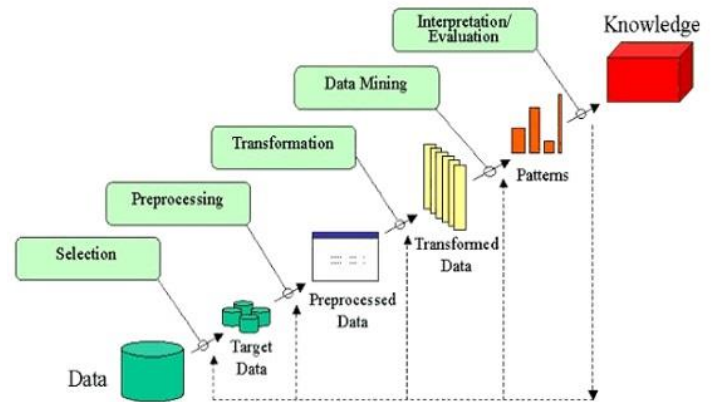 Interpretation/
Evaluation
Knowledge
Data Mining
Transformation
Patterns
Preprocessing
Transformed
Data
Selection
Preprocessed
Data
Target
Data
Data